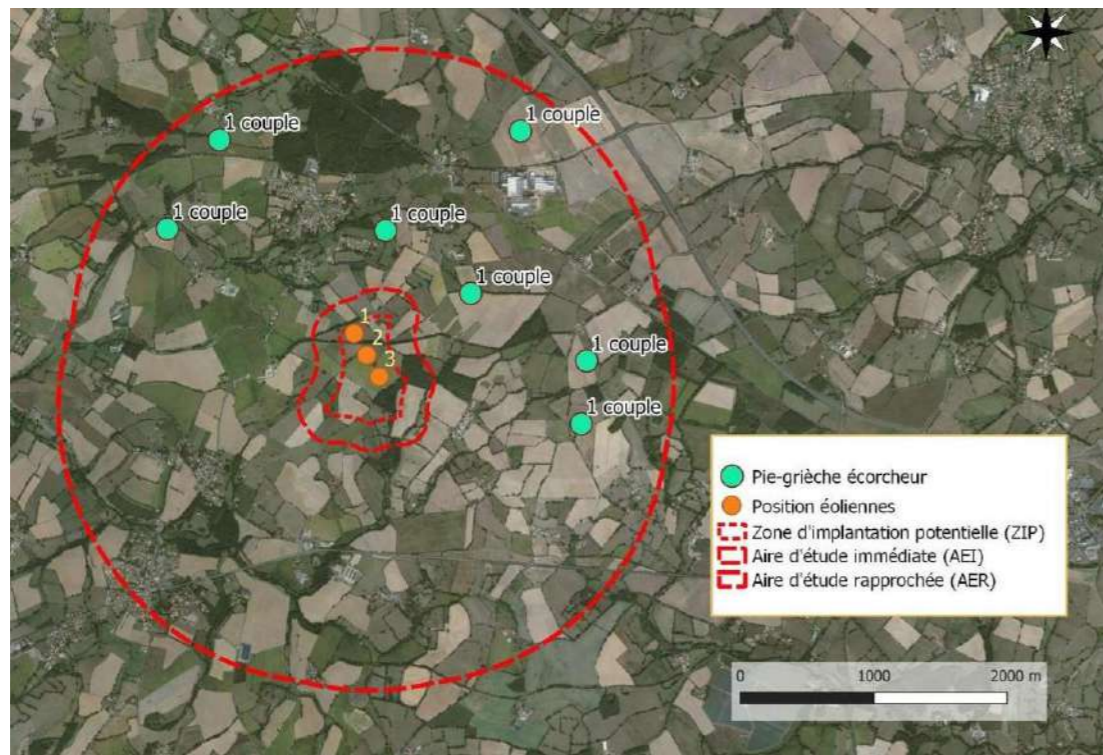 1 couple
1 couple
1 couple
1 couple
1 couple
1
2
3
1 couple
1 couple
Pie-grièche écorcheur
Position éoliennes
Zone d'implantation potentielle (ZIP)
Aire d'étude immédiate (AEI)
Aire d'étude rapprochée (AER)
0 1000 2000 m